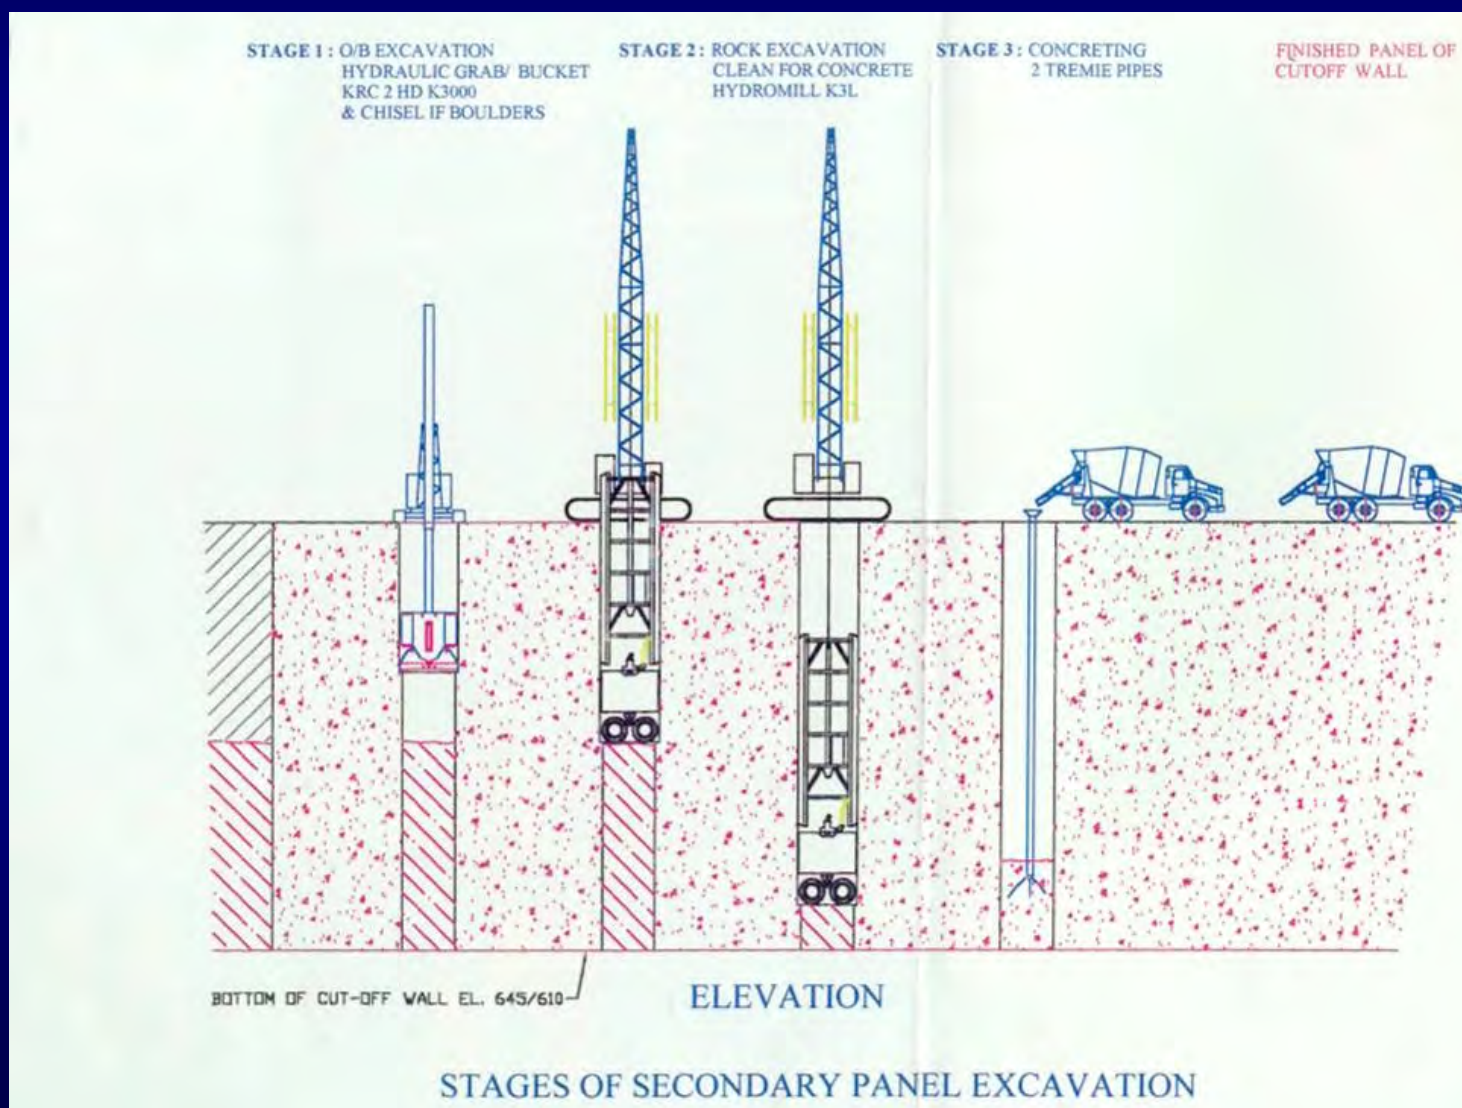 STAGE 1 : O/B EXCAVATION
HYDRAULIC GRAB/ BUCKET
KRC 2 HD K3000
& CHISEL IF BOULDERS
STAGE 2 : ROCK EXCAVATION
CLEAN FOR CONCRETE
HYDROMILL K3L
STAGE 3 : CONCRETING
2 TREMIE PIPES
FINISHED PANEL OF
CUTOFF WALL
BOTTOM OF CUT-OFF WALL EL. 645/610
ELEVATION
STAGES OF SECONDARY PANEL EXCAVATION